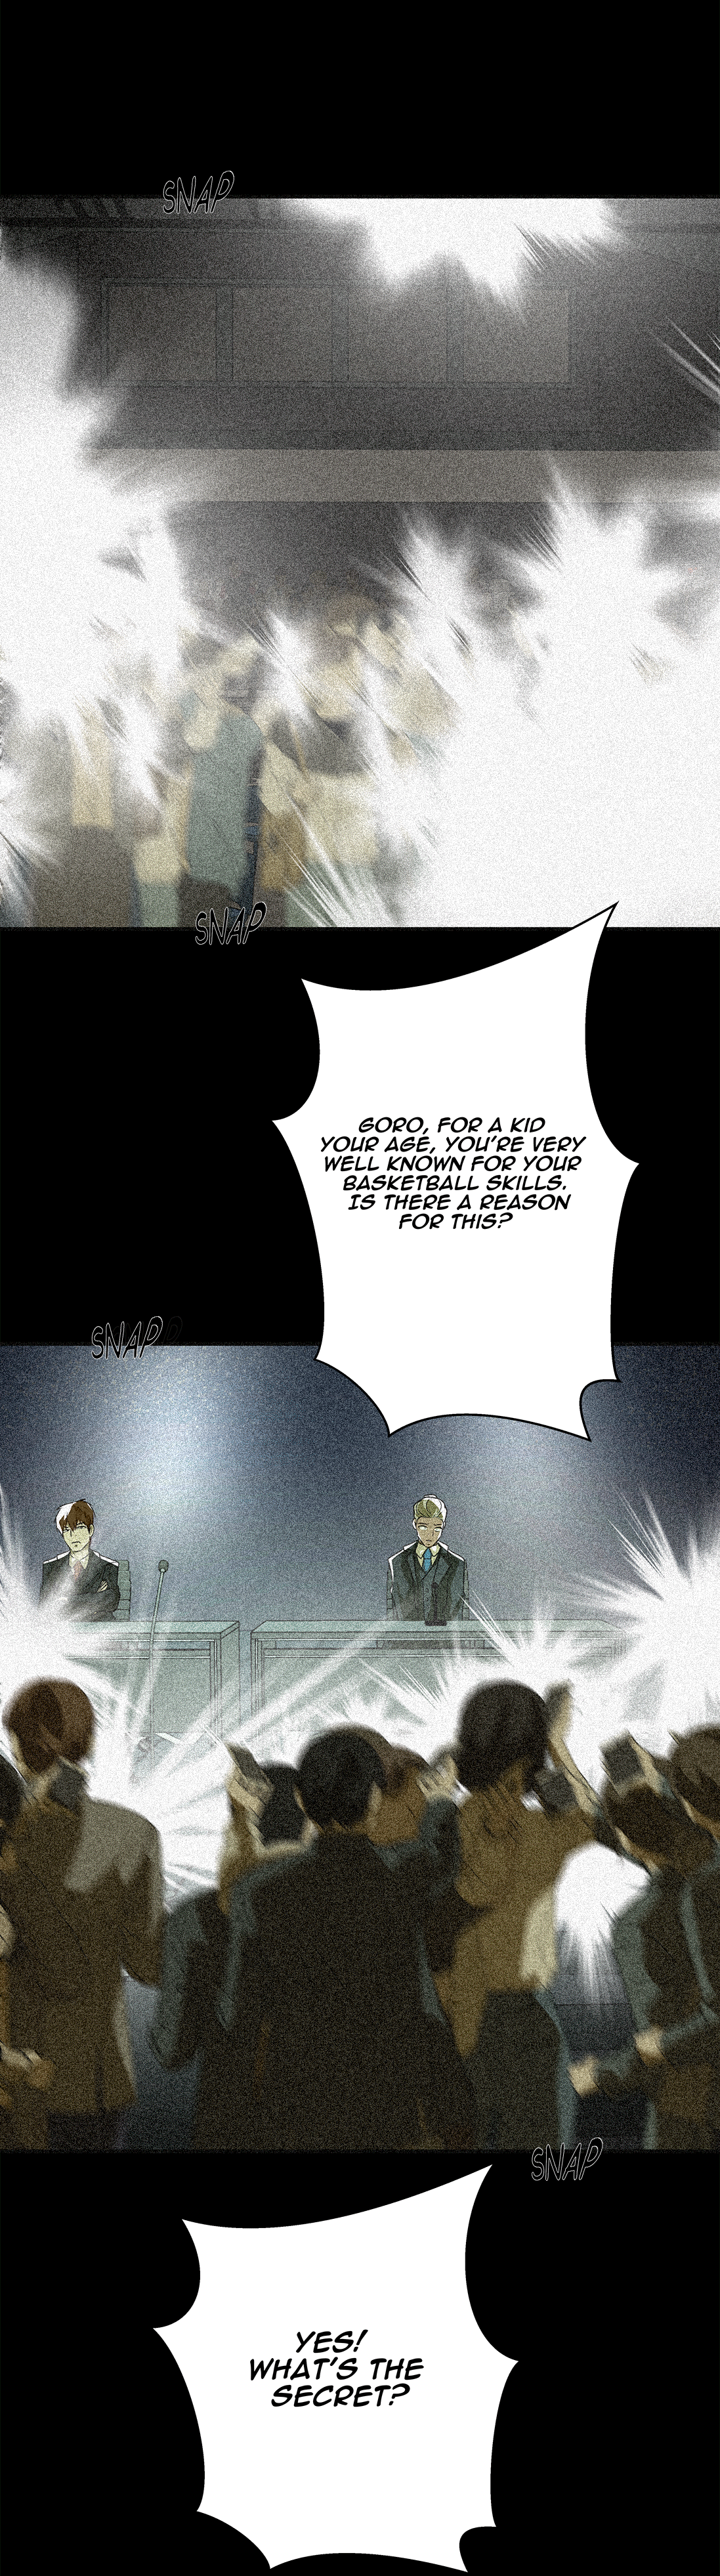 SNAP
SNAP
GORO, FOR A KID
YOUR AGE, YOU'RE VERY
WELL KNOWN FOR YOUR
BASKETBALL SKILLS.
IS THERE A REASON
FOR THIS?
SNAP
SNAP
YES!
WHAT'S THE
SECRET?